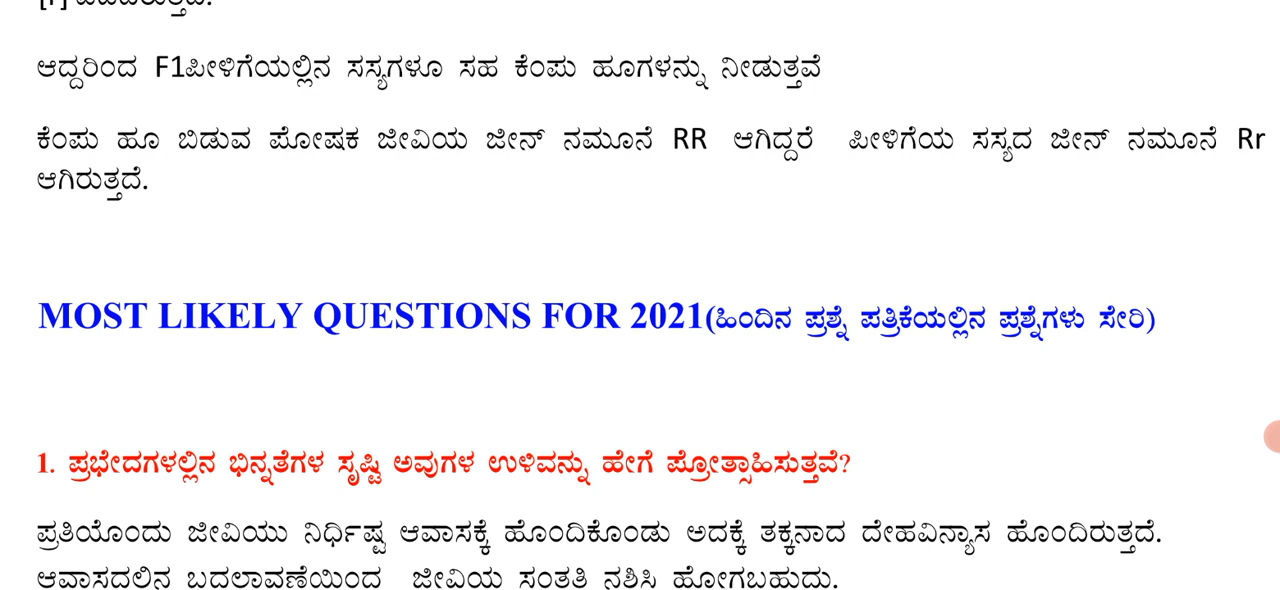 ಆದ್ದರಿಂದ F1ಪೀಳಿಗೆಯಲ್ಲಿನ ಸಸ್ಯಗಳೂ ಸಹ ಕೆಂಪು ಹೂಗಳನ್ನು ನೀಡುತ್ತವೆ
ಕೆಂಪು ಹೂ ಬಿಡುವ ಪೋಷಕ ಜೀವಿಯ ಜೀನ್ ನಮೂನೆ RR ಆಗಿದ್ದರೆ ಪೀಳಿಗೆಯ ಸಸ್ಯದ ಜೀನ್ ನಮೂನೆ Rr
ಆಗಿರುತ್ತದೆ.
MOST LIKELY QUESTIONS FOR 2021(ಹಿಂದಿನ ಪ್ರಶ್ನೆ ಪತ್ರಿಕೆಯಲ್ಲಿನ ಪ್ರಶ್ನೆಗಳು ಸೇರಿ)
1. ಪ್ರಭೇದಗಳಲ್ಲಿನ ಭಿನ್ನತೆಗಳ ಸೃಷ್ಟಿ ಅವುಗಳ ಉಳಿವನ್ನು ಹೇಗೆ ಪ್ರೋತ್ಸಾಹಿಸುತ್ತವೆ?
ಪ್ರತಿಯೊಂದು ಜೀವಿಯು ನಿರ್ಧಿಷ್ಟ ಆವಾಸಕ್ಕೆ ಹೊಂದಿಕೊಂಡು ಅದಕ್ಕೆ ತಕ್ಕನಾದ ದೇಹವಿನ್ಯಾಸ ಹೊಂದಿರುತ್ತದೆ.
ಆವಾಸದಲಿನ ಬದಲಾವಣೆಯಿಂದ ಜೀವಿಯ ಸಂತತಿ ನಶಿಸಿ ಹೋಗಬಹುದು.